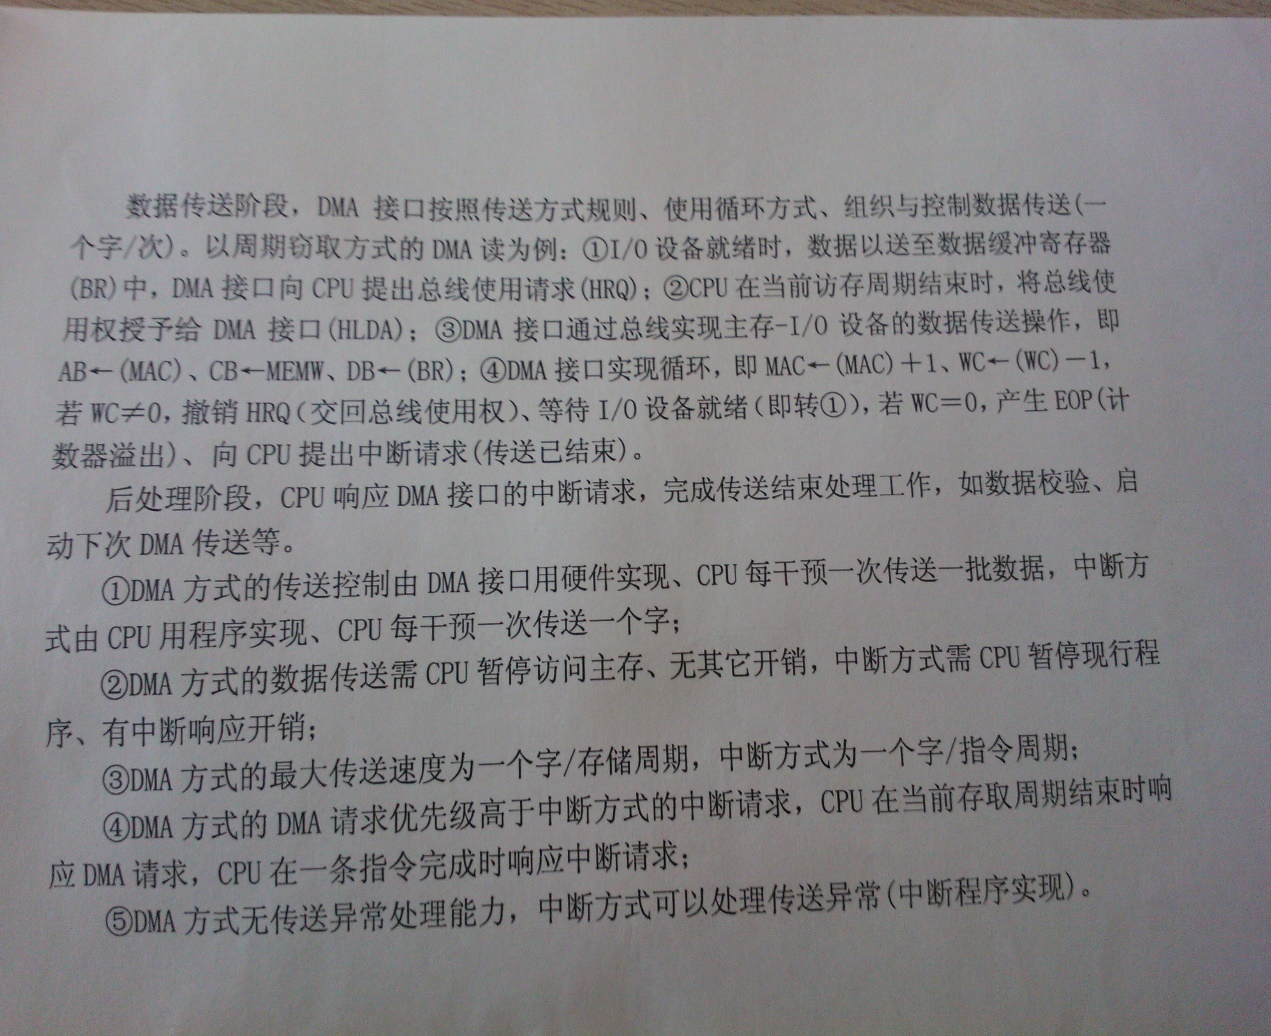 数据传送阶段，DMA 接口按照传送方式规则、使用循环方式、组织与控制数据传送(一
个字/次)。以周期窃取方式的 DMA 读为例：①I/O 设备就绪时，数据以送至数据缓冲寄存器
(BR)中，DMA 接口向 CPU 提出总线使用请求(HRQ)；②CPU 在当前访存周期结束时，将总线使
用权授予给 DMA 接口(HLDA)；③DMA 接口通过总线实现主存-I/O 设备的数据传送操作，即
AB←(MAC)、CB←MEMW、DB←(BR)；④DMA 接口实现循环，即 MAC←(MAC)＋1、WC←(WC)－1，
若 WC≠0，撤销 HRQ（交回总线使用权）、等待 I/O 设备就绪（即转①），若 WC＝0，产生 EOP(计
数器溢出)、向 CPU 提出中断请求(传送已结束)。
后处理阶段，CPU 响应 DMA 接口的中断请求，完成传送结束处理工作，如数据校验、启
动下次 DMA 传送等。
①DMA 方式的传送控制由 DMA 接口用硬件实现、CPU 每干预一次传送一批数据，中断方
式由 CPU 用程序实现、CPU 每干预一次传送一个字；
②DMA 方式的数据传送需 CPU 暂停访问主存、无其它开销，中断方式需 CPU 暂停现行程
序、有中断响应开销；
③DMA 方式的最大传送速度为一个字/存储周期，中断方式为一个字/指令周期；
④DMA 方式的 DMA 请求优先级高于中断方式的中断请求，CPU 在当前存取周期结束时响
应 DMA 请求，CPU 在一条指令完成时响应中断请求；
⑤DMA 方式无传送异常处理能力，中断方式可以处理传送异常(中断程序实现)。